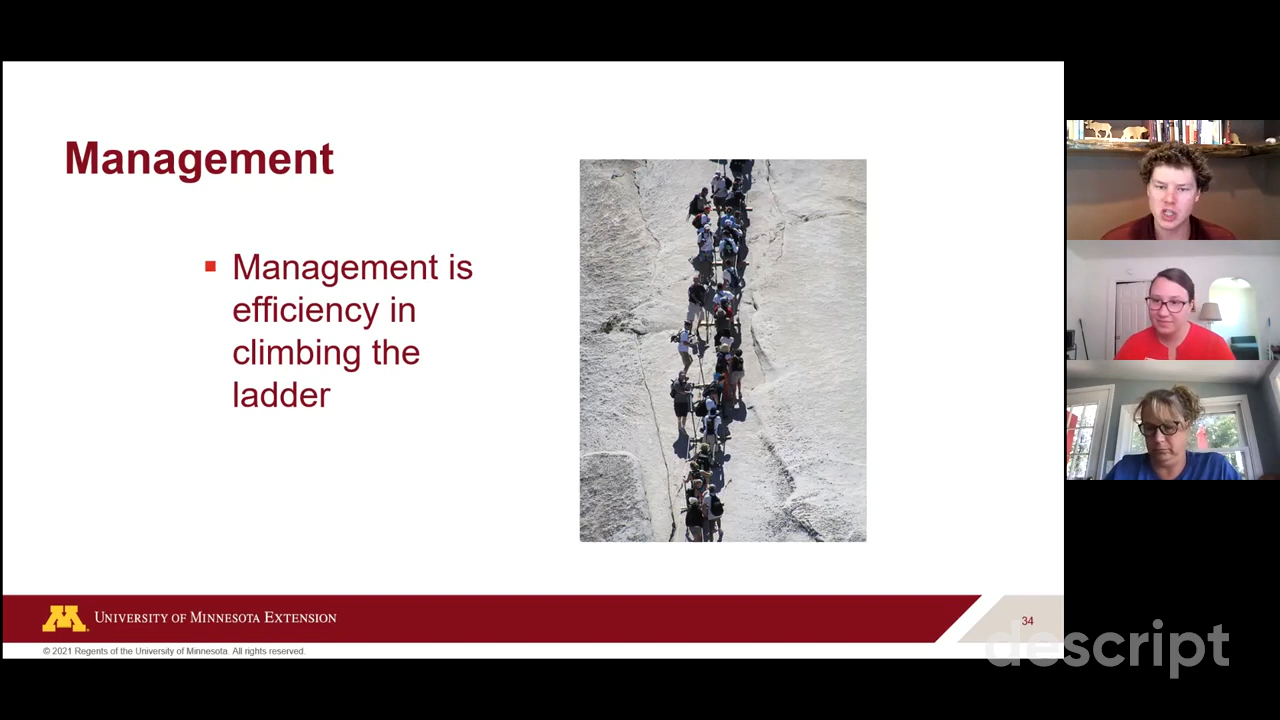 Management
▪ Management is
efficiency in
climbing the
ladder
UNIVERSITY OF MINNESOTA EXTENSION
34
© 2021 Regents of the University of Minnesota. All rights reserved.
descript